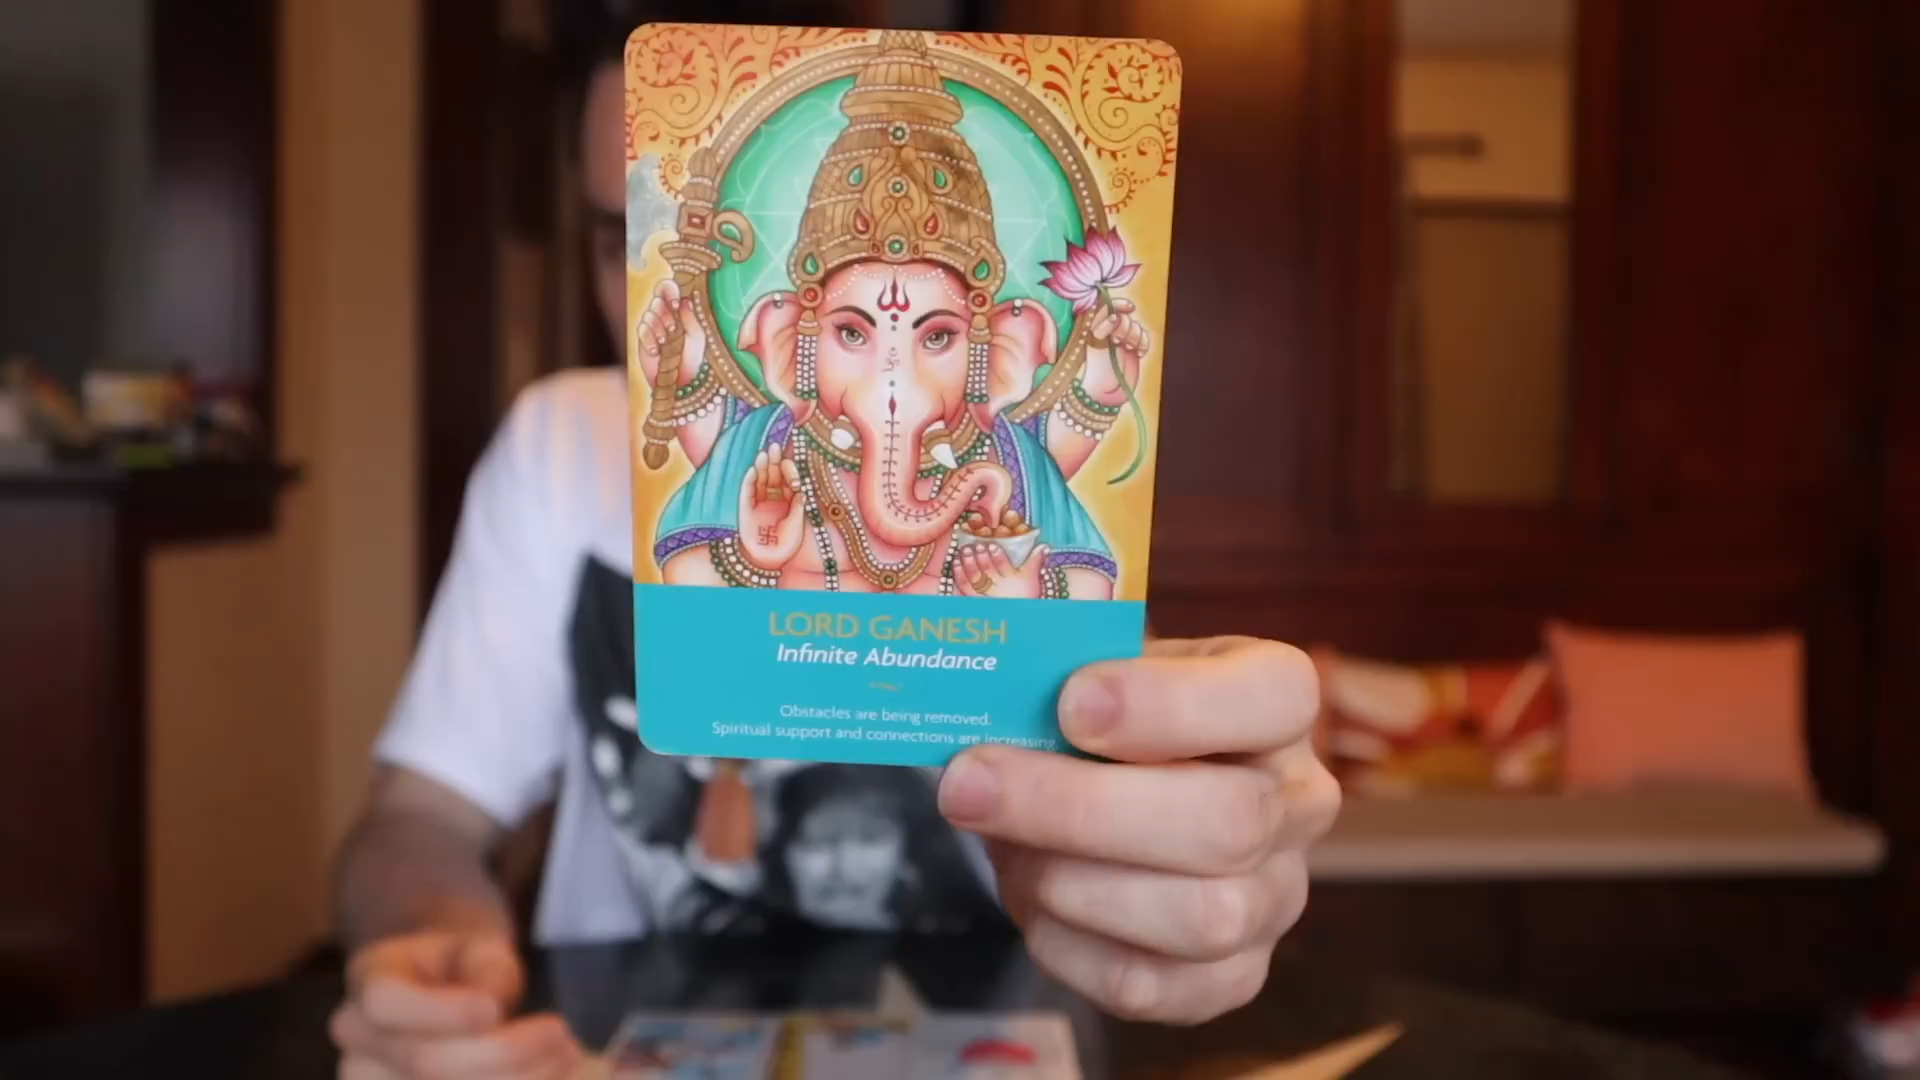 LORD GANESH
Infinite Abundance
Obstacles are being removed.
Spiritual support and connections are increasing.